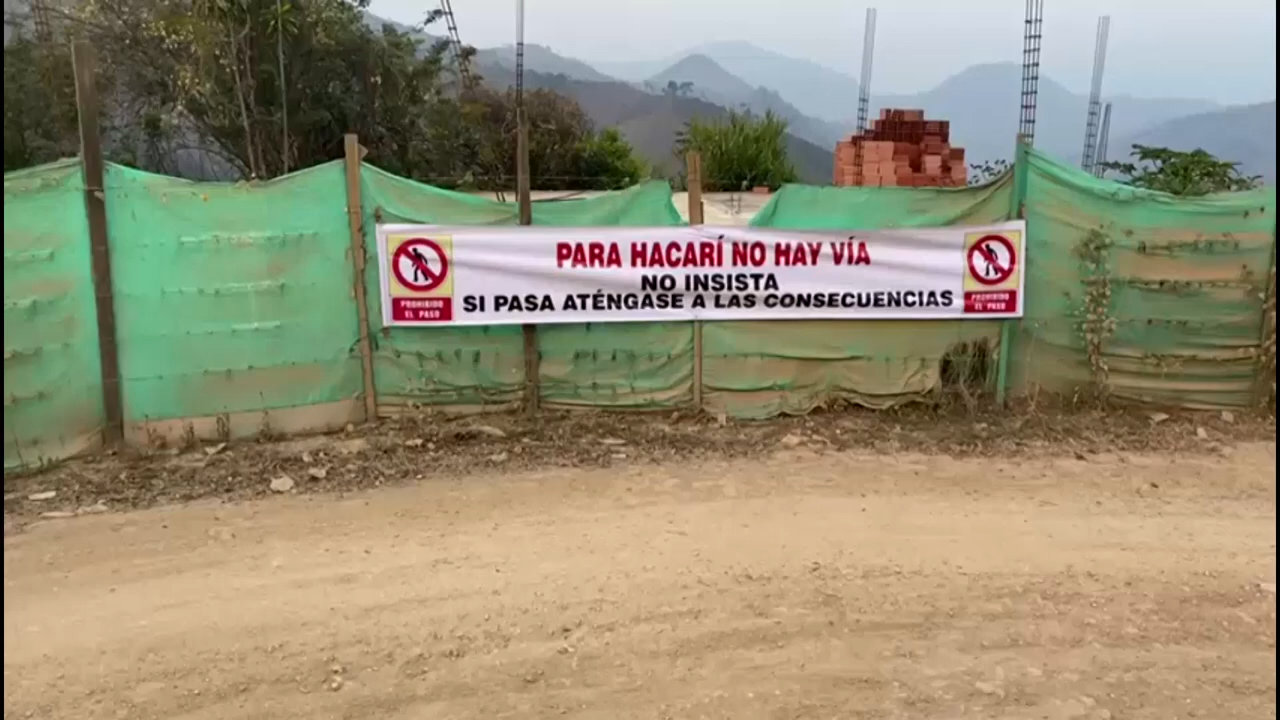 PARA HACARÍ NO HAY VÍA
NO INSISTA
SI PASA ATÉNGASE A LAS CONSECUENCIAS
PROHIBIDO
EL PASO
PROHIBIDO
EL PASO